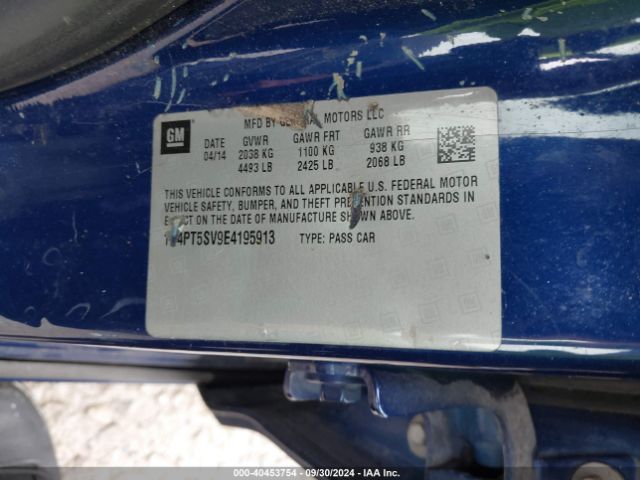 GM
MFD BY MOTORS LLC
DATE GVWR GAWR FRT GAWR RR
04/14 2038 KG 1100 KG 938 KG
4493 LB 2425 LB 2068 LB
THIS VEHICLE CONFORMS TO ALL APPLICABLE U.S. FEDERAL MOTOR
VEHICLE SAFETY, BUMPER, AND THEFT PREVENTION STANDARDS IN
EFFECT ON THE DATE OF MANUFACTURE SHOWN ABOVE.
4PT5SV9E4195913 TYPE: PASS CAR
000-40453754 | 09/30/2024 | IAA Inc.